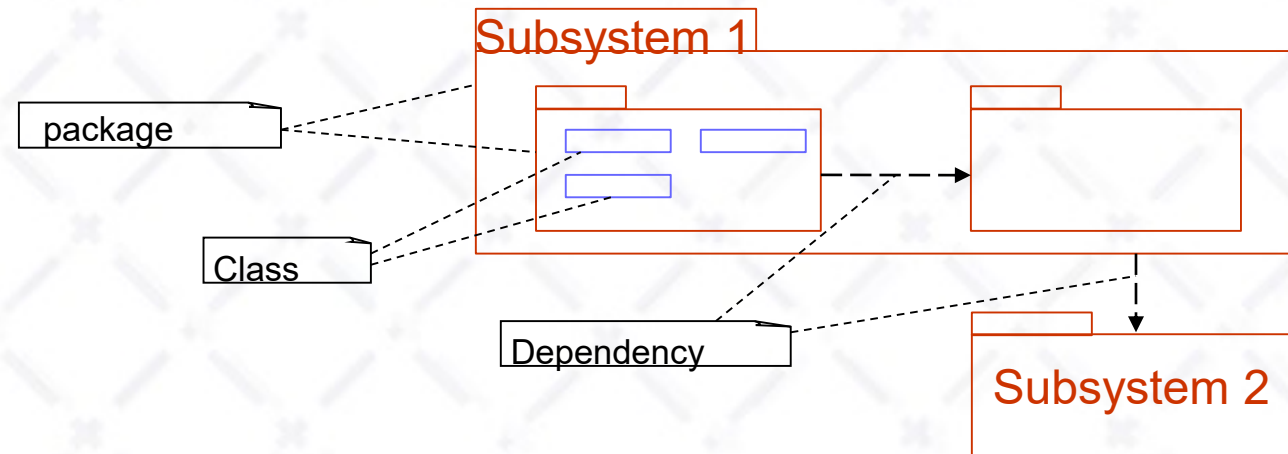 Subsystem 1
package
Class
Dependency
Subsystem 2